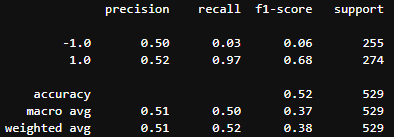 precision recall f1-score support
-1.0 0.50 0.03 0.06 255
1.0 0.52 0.97 0.68 274
accuracy 0.52 529
macro avg 0.51 0.50 0.37 529
weighted avg 0.51 0.52 0.38 529